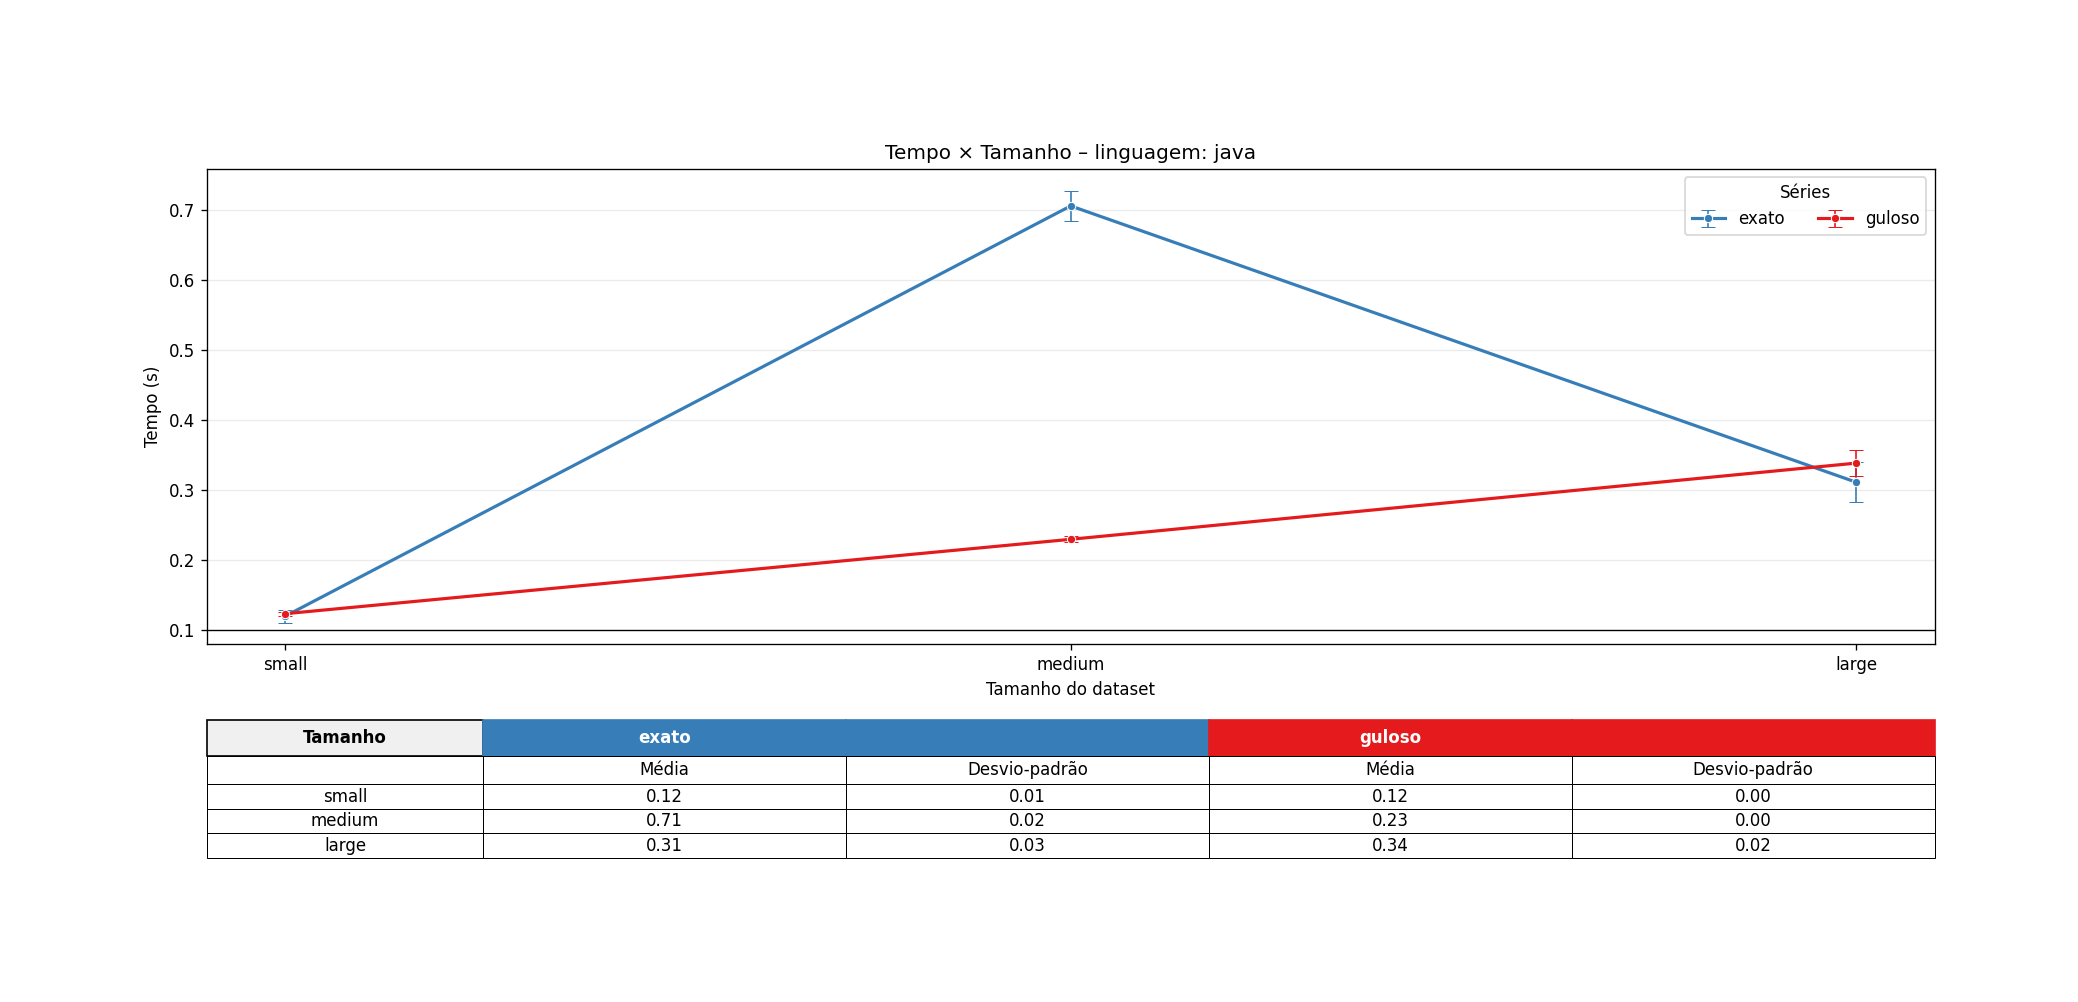 Tempo × Tamanho – linguagem: java
Séries
exato guloso
0.7
0.6
0.5
0.4
0.3
0.2
0.1
Tempo (s)
small medium large
Tamanho do dataset
Tamanho exato guloso
Média Desvio-padrão Média Desvio-padrão
small 0.12 0.01 0.12 0.00
medium 0.71 0.02 0.23 0.00
large 0.31 0.03 0.34 0.02